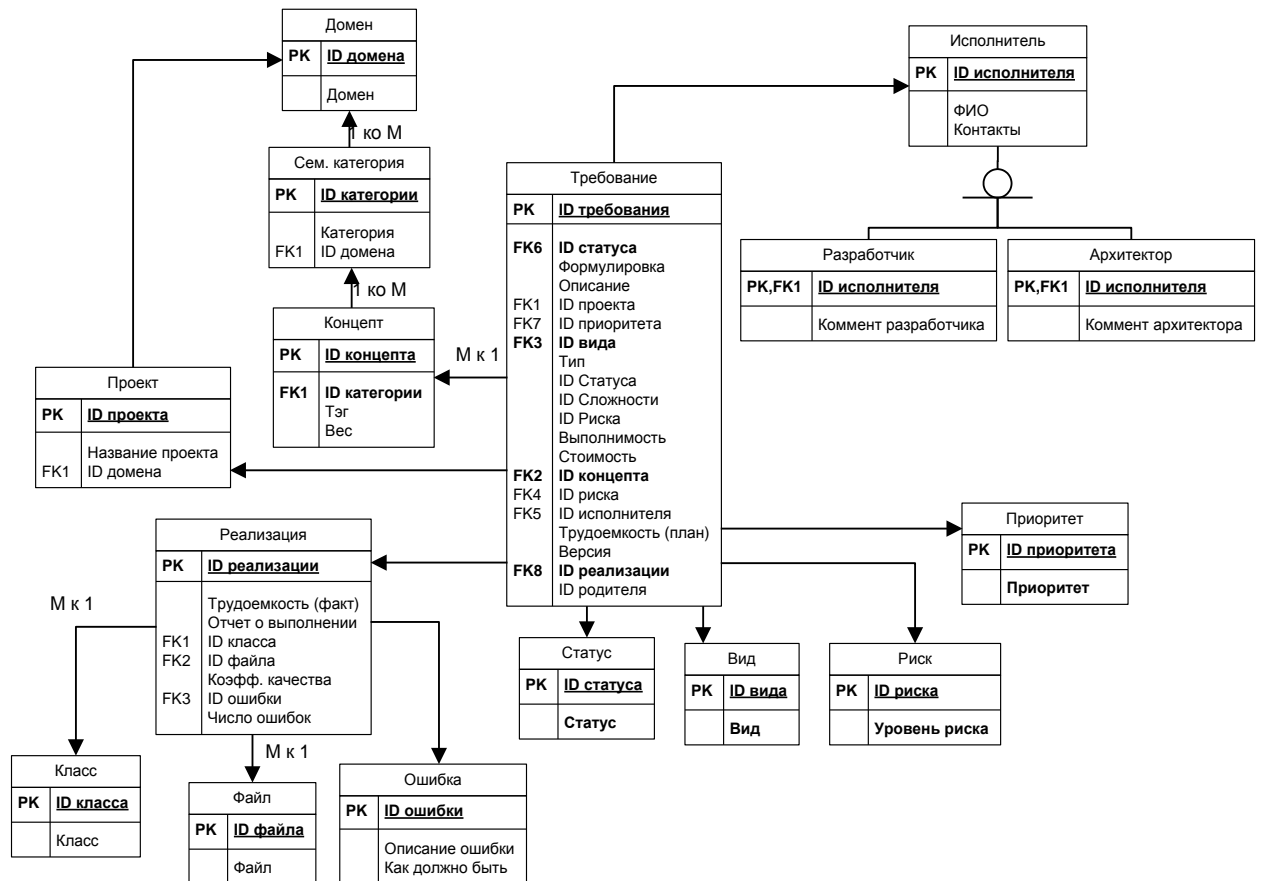 Домен
PK ID домена
Домен
1 ко М
Сем. категория
PK ID категории
Категория
FK1 ID домена
1 ко М
Концепт
PK ID концепта
FK1 ID категории
Тэг
Вес
М к 1
Проект
PK ID проекта
Название проекта
FK1 ID домена
Требование
PK ID требования
FK6 ID статуса
Формулировка
Описание
FK1 ID проекта
FK7 ID приоритета
FK3 ID вида
Тип
ID Статуса
ID Сложности
ID Риска
Выполнимость
Стоимость
FK2 ID концепта
FK4 ID риска
FK5 ID исполнителя
Трудоемкость (план)
Версия
FK8 ID реализации
ID родителя
Исполнитель
PK ID исполнителя
ФИО
Контакты
Разработчик
PK,FK1 ID исполнителя
Коммент разработчика
Архитектор
PK,FK1 ID исполнителя
Коммент архитектора
Реализация
PK ID реализации
Трудоемкость (факт)
Отчет о выполнении
FK1 ID класса
FK2 ID файла
Коэфф. качества
FK3 ID ошибки
Число ошибок
М к 1
М к 1
Приоритет
PK ID приоритета
Приоритет
Статус
PK ID статуса
Статус
Вид
PK ID вида
Вид
Риск
PK ID риска
Уровень риска
Класс
PK ID класса
Класс
Файл
PK ID файла
Файл
Ошибка
PK ID ошибки
Описание ошибки
Как должно быть